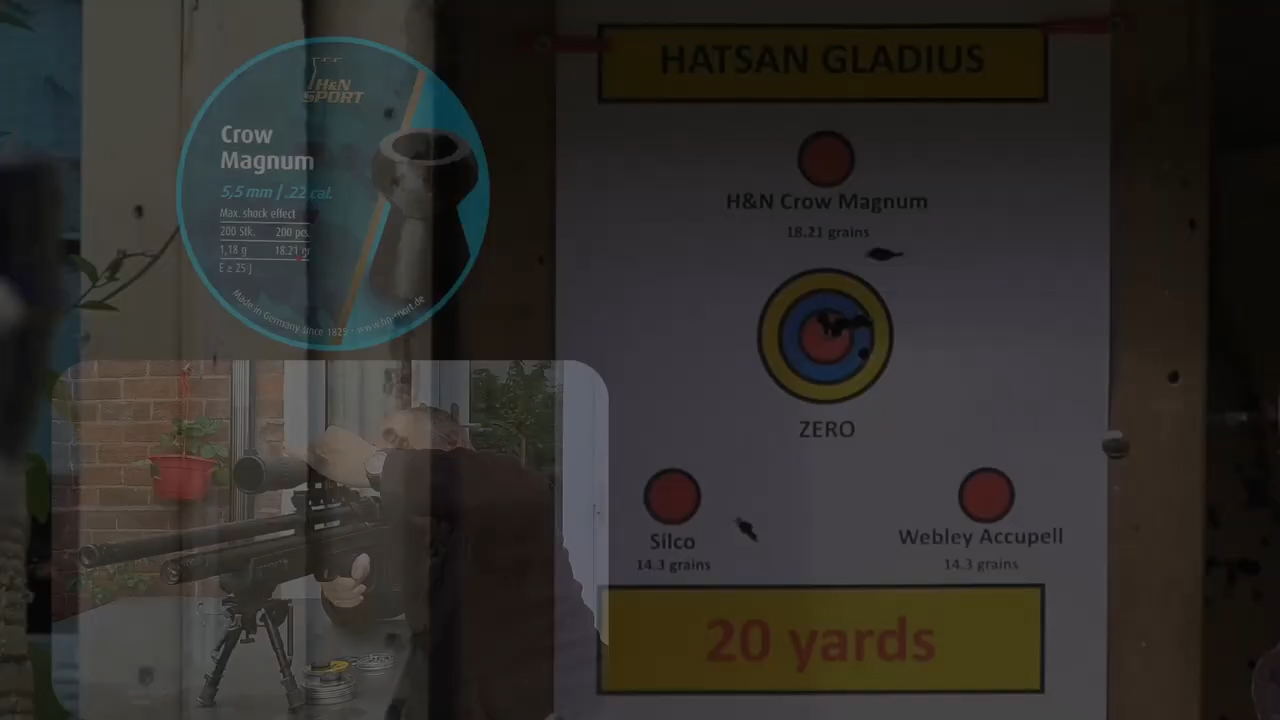 H&N
SPORT
Crow
Magnum
5,5 mm / .22 cal.
Max. shock effect
200 Stk. 200 pcs.
1,18 g 18.21 gr
E ≥ 25 J
Made in Germany since 1829 • www.hn-sport.de
HATSAN GLADIUS
H&N Crow Magnum
18.21 grains
ZERO
Silco
14.3 grains
Webley Accupell
14.3 grains
20 yards